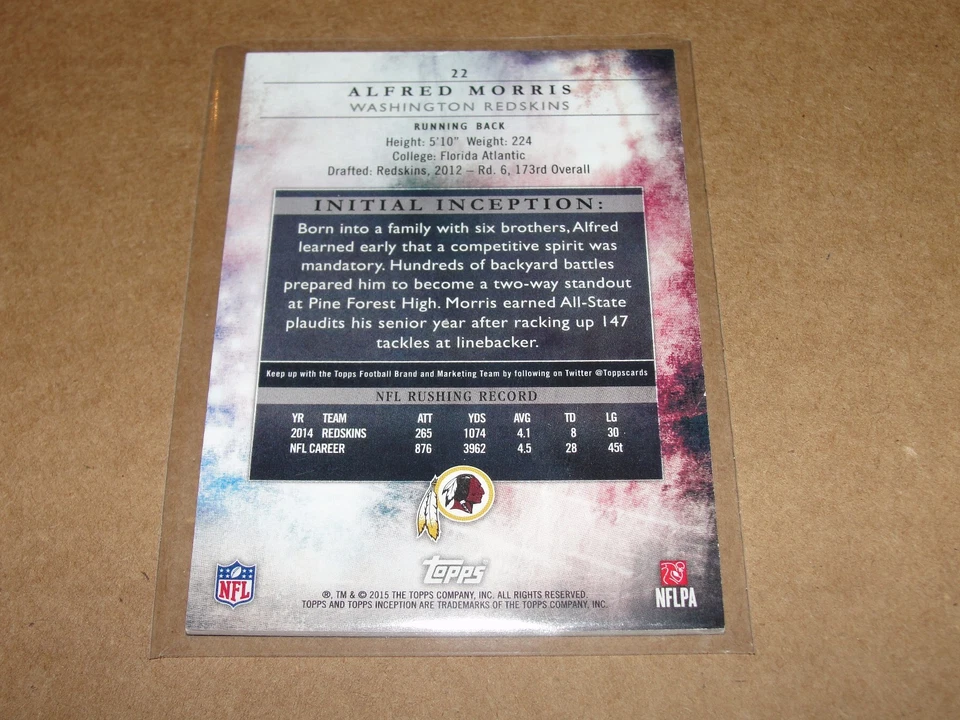 22
ALFRED MORRIS
WASHINGTON REDSKINS
RUNNING BACK
Height: 5'10" Weight: 224
College: Florida Atlantic
Drafted: Redskins, 2012 – Rd. 6, 173rd Overall
INITIAL INCEPTION:
Born into a family with six brothers, Alfred
learned early that a competitive spirit was
mandatory. Hundreds of backyard battles
prepared him to become a two-way standout
at Pine Forest High. Morris earned All-State
plaudits his senior year after racking up 147
tackles at linebacker.
Keep up with the Topps Football Brand and Marketing Team by following on Twitter @Toppscards
NFL RUSHING RECORD
YR TEAM ATT YDS AVG TD LG
2014 REDSKINS 265 1074 4.1 8 30
NFL CAREER 876 3962 4.5 28 45t
NFL
Topps
NFLPA
®, TM & © 2015 THE TOPPS COMPANY, INC. ALL RIGHTS RESERVED.
TOPPS AND TOPPS INCEPTION ARE TRADEMARKS OF THE TOPPS COMPANY, INC.